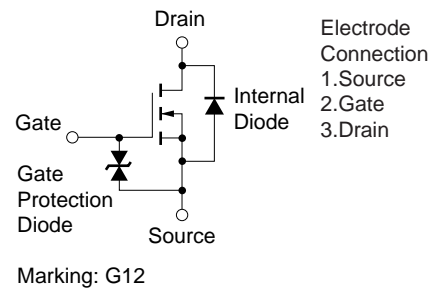 Drain
Electrode
Connection
1.Source
2.Gate
3.Drain
Internal
Diode
Gate
Gate
Protection
Diode
Source
Marking: G12